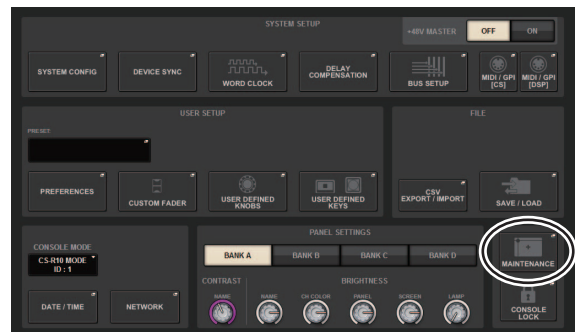 SYSTEM SETUP
+48V MASTER OFF ON
SYSTEM CONFIG DEVICE SYNC WORD CLOCK DELAY COMPENSATION BUS SETUP MIDI / GPI [CS] MIDI / GPI [DSP]
USER SETUP
FILE
PRESET
PREFERENCES CUSTOM FADER USER DEFINED KNOBS USER DEFINED KEYS CSV EXPORT / IMPORT SAVE / LOAD
PANEL SETTINGS
CONSOLE MODE
CS-R10 MODE
ID : 1
BANK A BANK B BANK C BANK D
MAINTENANCE
CONTRAST BRIGHTNESS
NAME NAME CH COLOR PANEL SCREEN LAMP
DATE / TIME NETWORK
CONSOLE LOCK